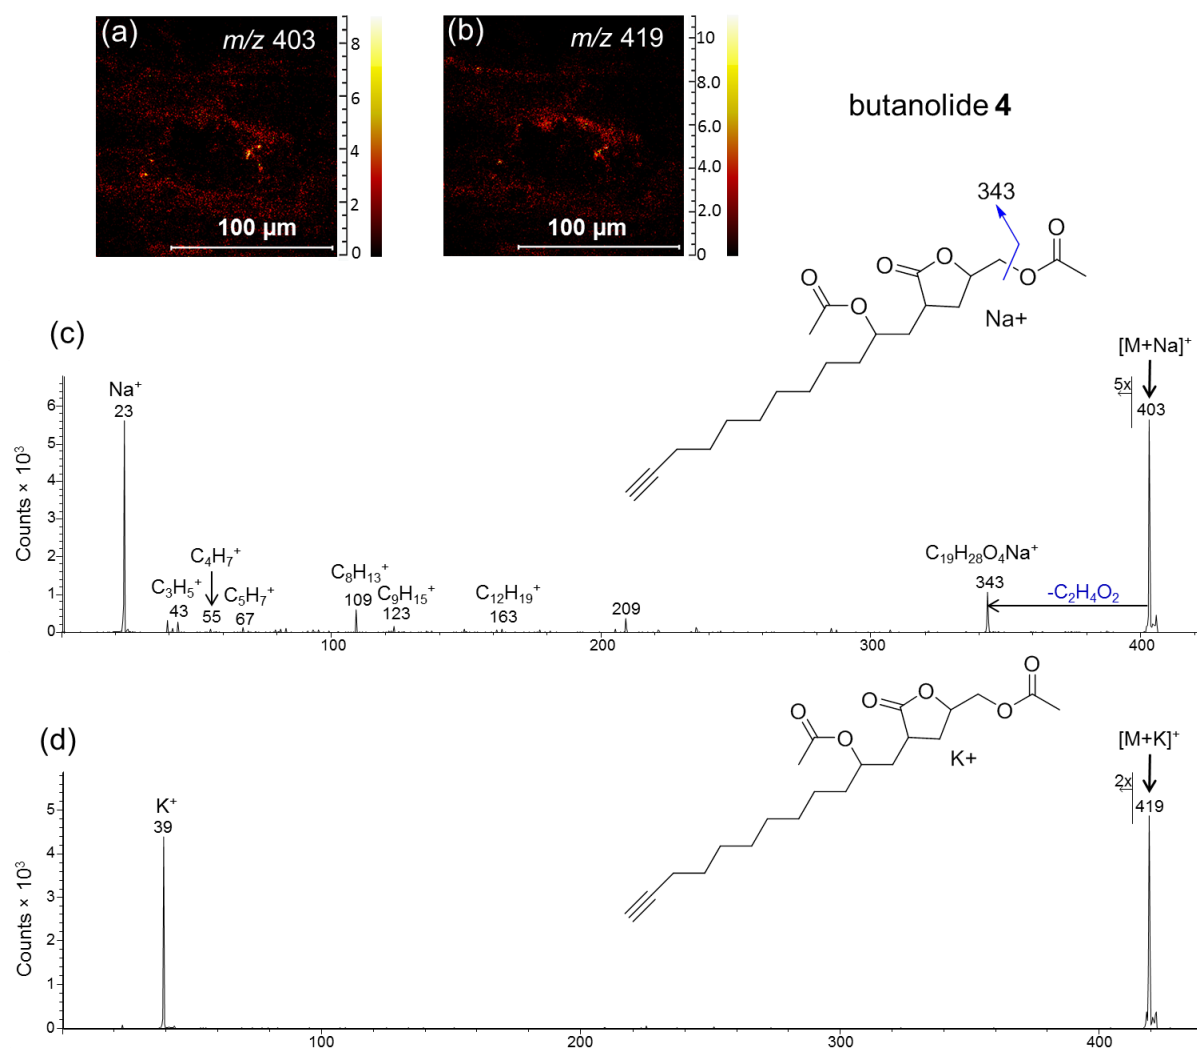 (a)
m/z 403
8
6
4
2
0
100 µm
(b)
m/z 419
10
8.0
6.0
4.0
2.0
0
100 µm
butanolide 4
343
O
O
O
O
O
O
Na+
(c)
[M+Na]⁺
5x
403
Na⁺
23
6
5
4
3
2
1
0
Counts × 10³
C₃H₅⁺
43
C₄H₇⁺
55
C₅H₇⁺
67
C₈H₁₃⁺
109
C₉H₁₅⁺
123
C₁₂H₁₉⁺
163
209
C₁₉H₂₈O₄Na⁺
343
-C₂H₄O₂
100
200
300
400
O
O
O
O
O
O
K+
(d)
[M+K]⁺
2x
419
K⁺
39
5
4
3
2
1
0
Counts × 10³
100
200
300
400